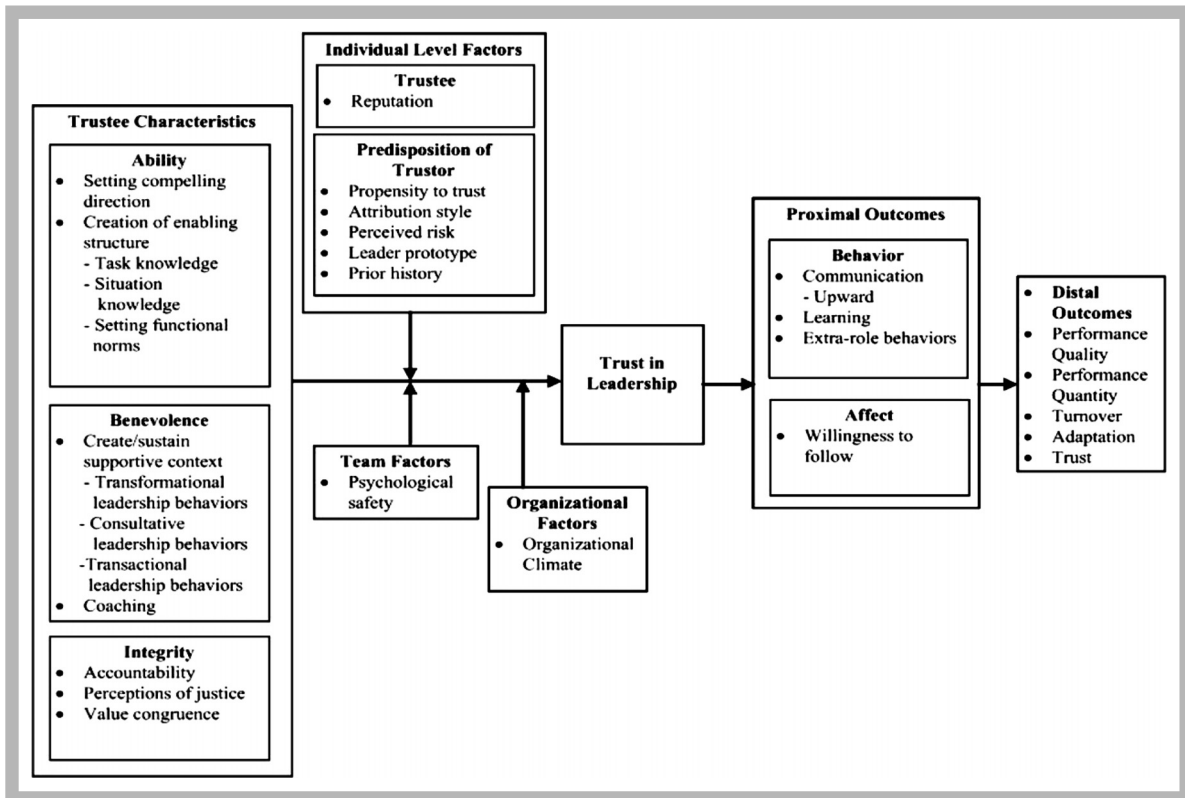 Trustee Characteristics
Ability
• Setting compelling
direction
• Creation of enabling
structure
- Task knowledge
- Situation
knowledge
- Setting functional
norms
Benevolence
• Create/sustain
supportive context
- Transformational
leadership behaviors
- Consultative
leadership behaviors
-Transactional
leadership behaviors
• Coaching
Integrity
• Accountability
• Perceptions of justice
• Value congruence
Individual Level Factors
Trustee
• Reputation
Predisposition of
Trustor
• Propensity to trust
• Attribution style
• Perceived risk
• Leader prototype
• Prior history
Team Factors
• Psychological
safety
Organizational
Factors
• Organizational
Climate
Trust in
Leadership
Proximal Outcomes
Behavior
• Communication
- Upward
• Learning
• Extra-role behaviors
Affect
• Willingness to
follow
• Distal
Outcomes
• Performance
Quality
• Performance
Quantity
• Turnover
• Adaptation
• Trust